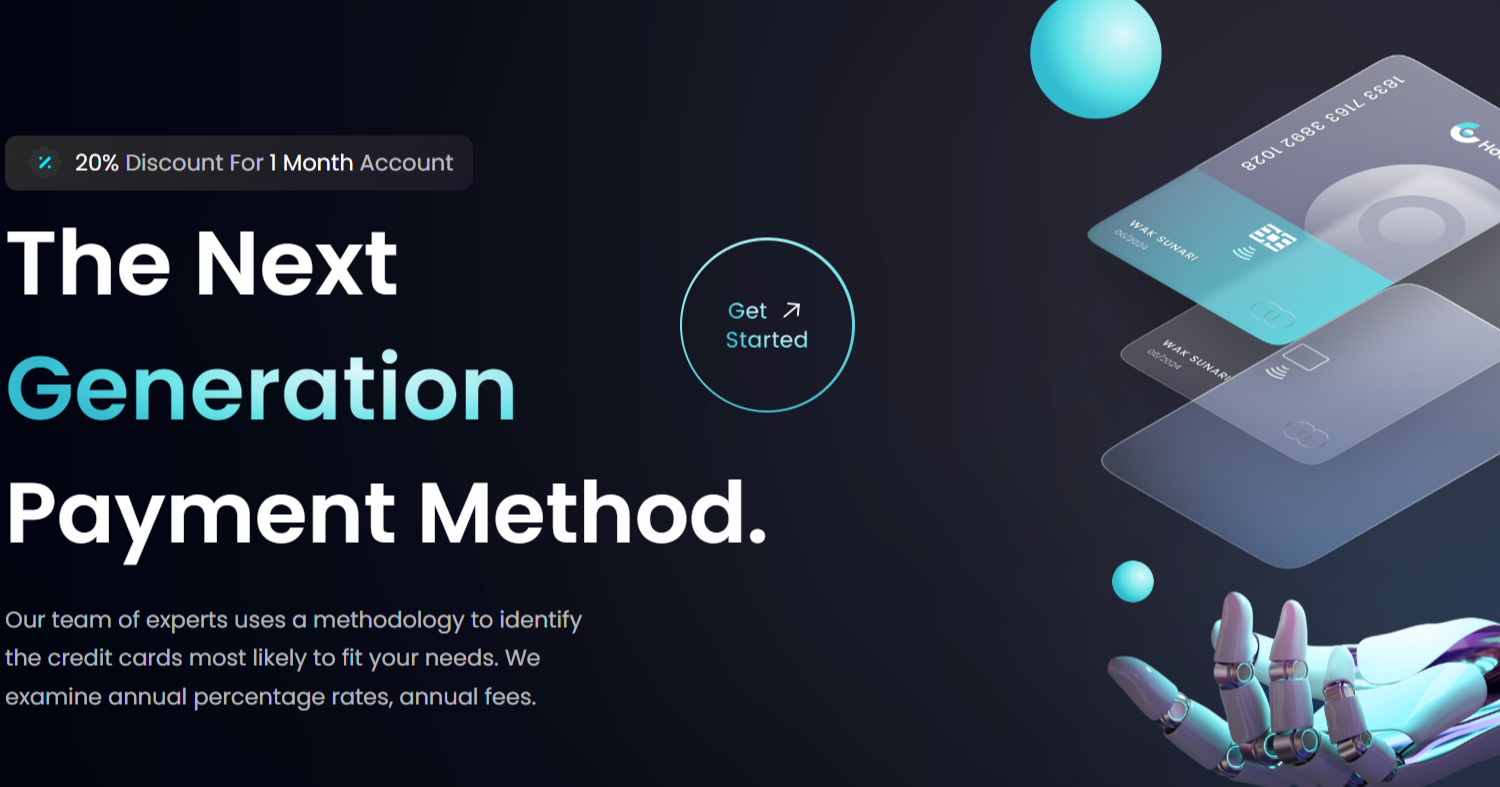 20% Discount For 1 Month Account
The Next
Generation
Payment Method.
Get
Started
Our team of experts uses a methodology to identify
the credit cards most likely to fit your needs. We
examine annual percentage rates, annual fees.
1833 7163 3892 1028
WAK SUNARI
06/2024
WAK SUNARI
06/2024